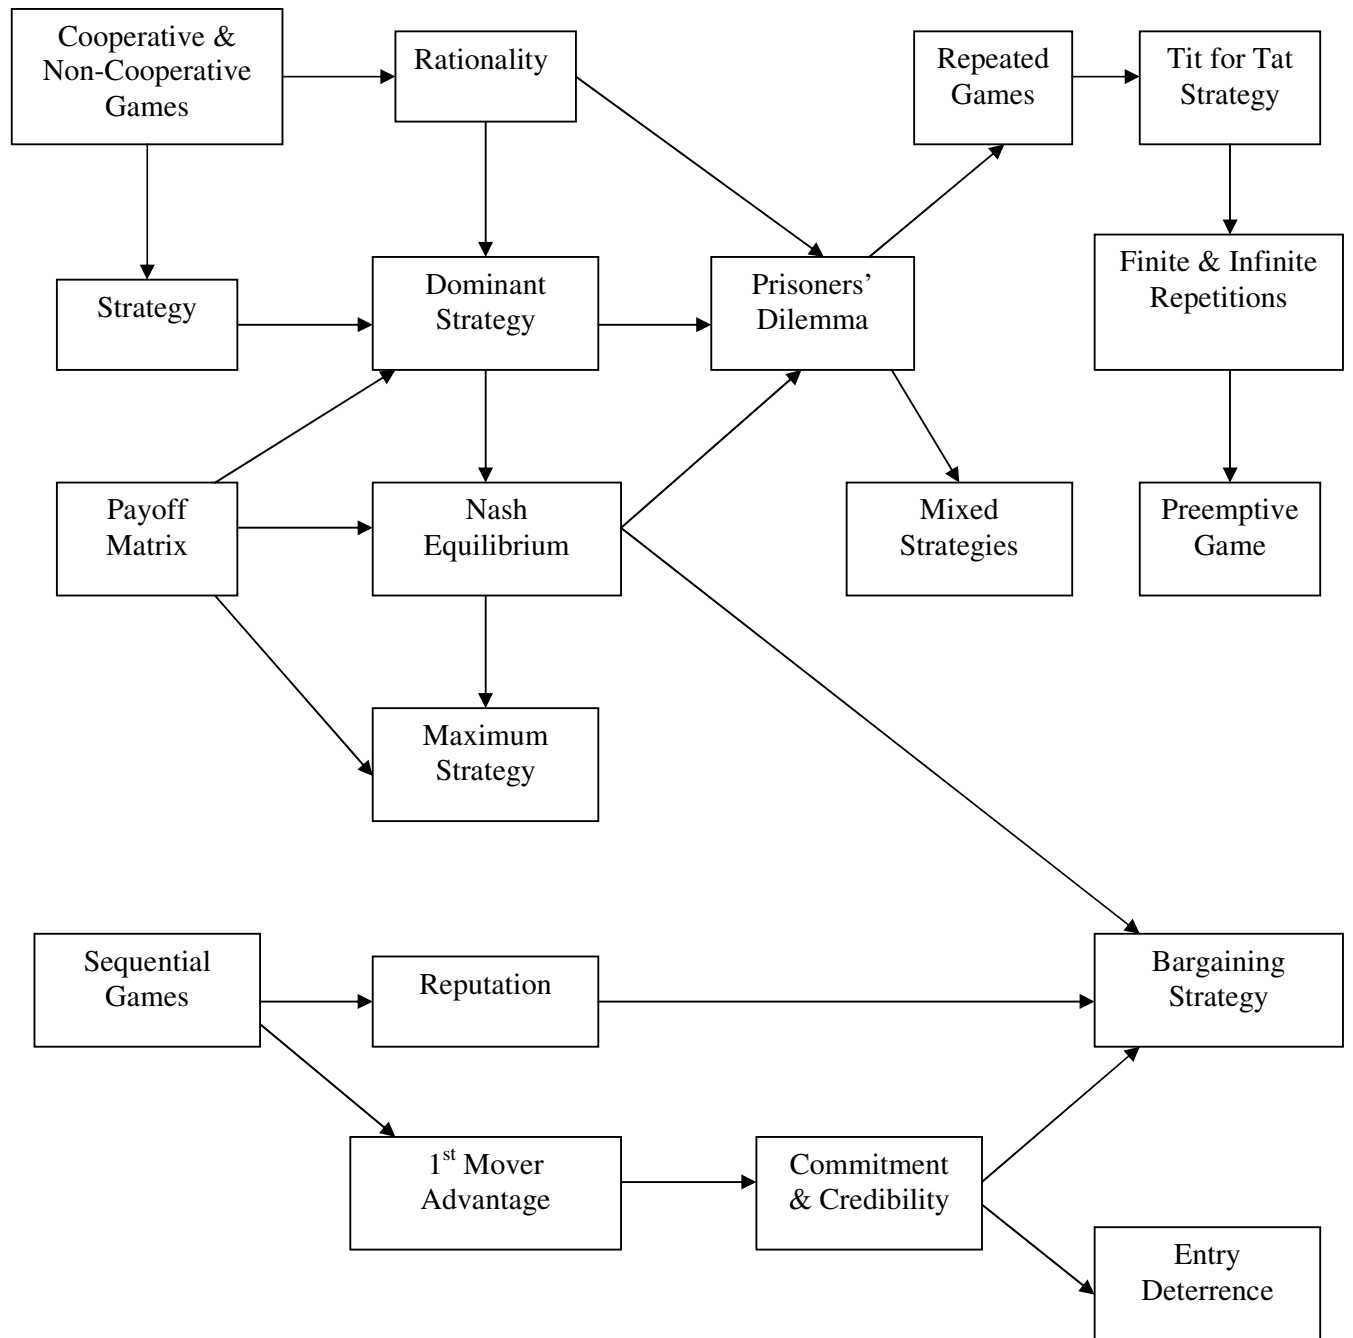 Cooperative &
Non-Cooperative
Games
Rationality
Repeated
Games
Tit for Tat
Strategy
Strategy
Dominant
Strategy
Prisoners’
Dilemma
Finite & Infinite
Repetitions
Payoff
Matrix
Nash
Equilibrium
Mixed
Strategies
Preemptive
Game
Maximum
Strategy
Sequential
Games
Reputation
Bargaining
Strategy
1st Mover
Advantage
Commitment
& Credibility
Entry
Deterrence